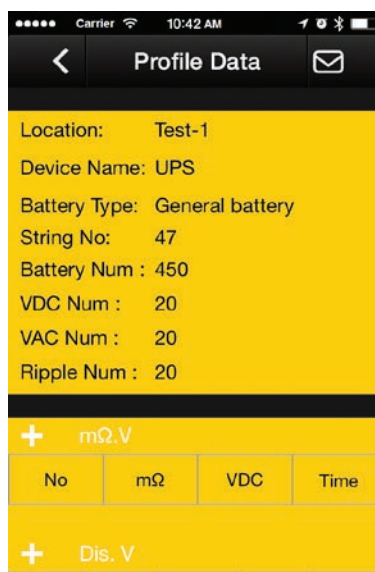 Carrier 10:42 AM
Profile Data
Location: Test-1
Device Name: UPS
Battery Type: General battery
String No: 47
Battery Num : 450
VDC Num : 20
VAC Num : 20
Ripple Num : 20
+ mΩ.V
No mΩ VDC Time
+ Dis. V